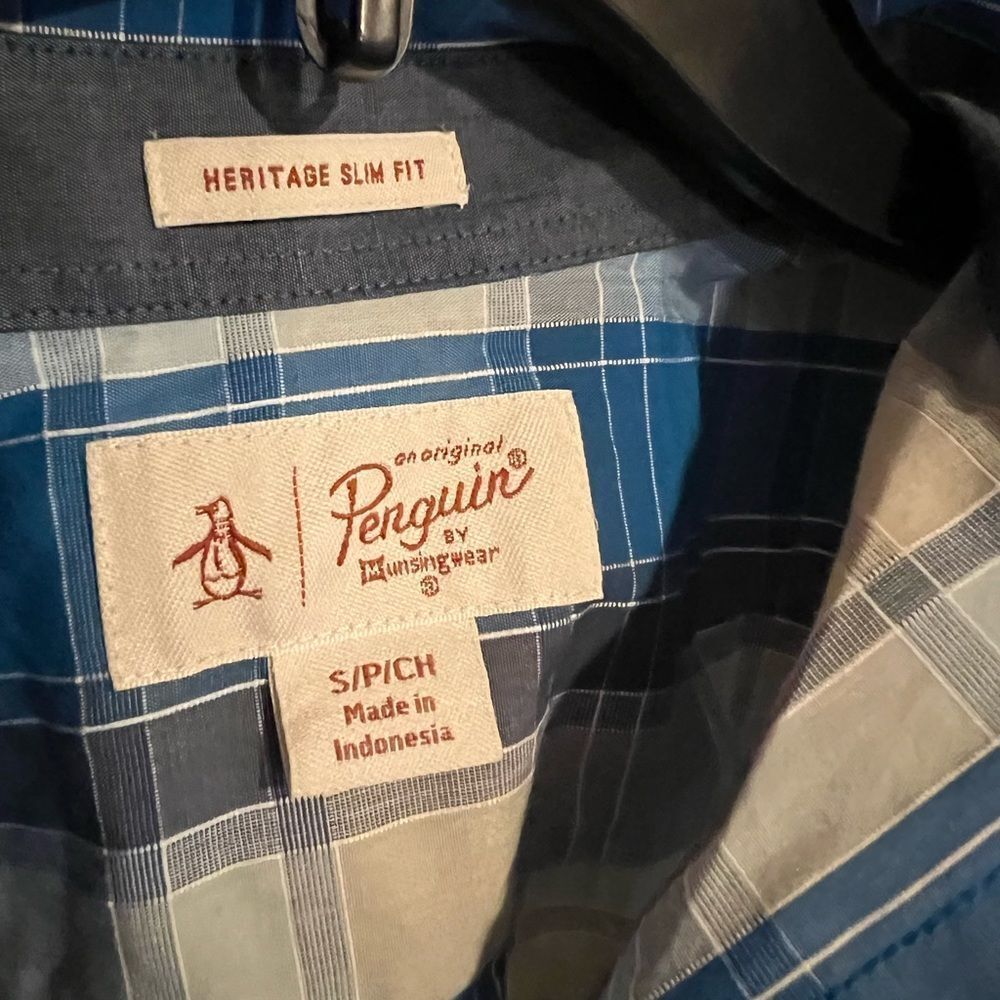 HERITAGE SLIM FIT
an original
Penguin®
BY
Munsingwear
®
S/P/CH
Made in
Indonesia